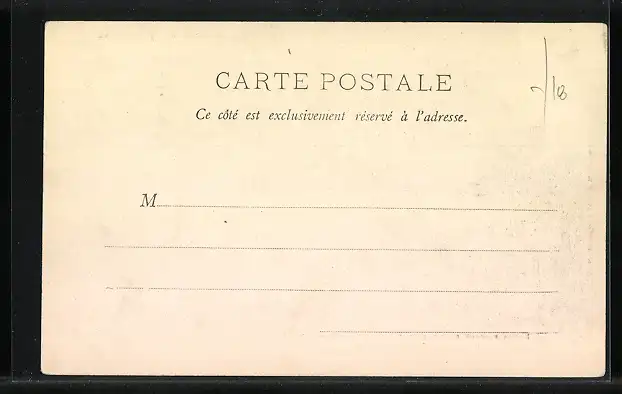 CARTE POSTALE
Ce côté est exclusivement réservé à l'adresse.
M